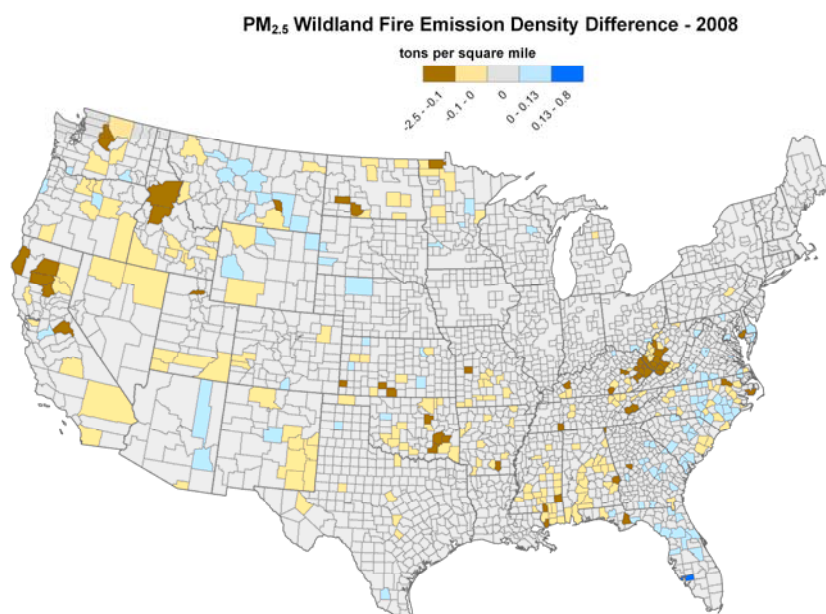 PM2.5 Wildland Fire Emission Density Difference - 2008
tons per square mile
-2.5 - -0.1
-0.1 - 0
0
0 - 0.13
0.13 - 0.8